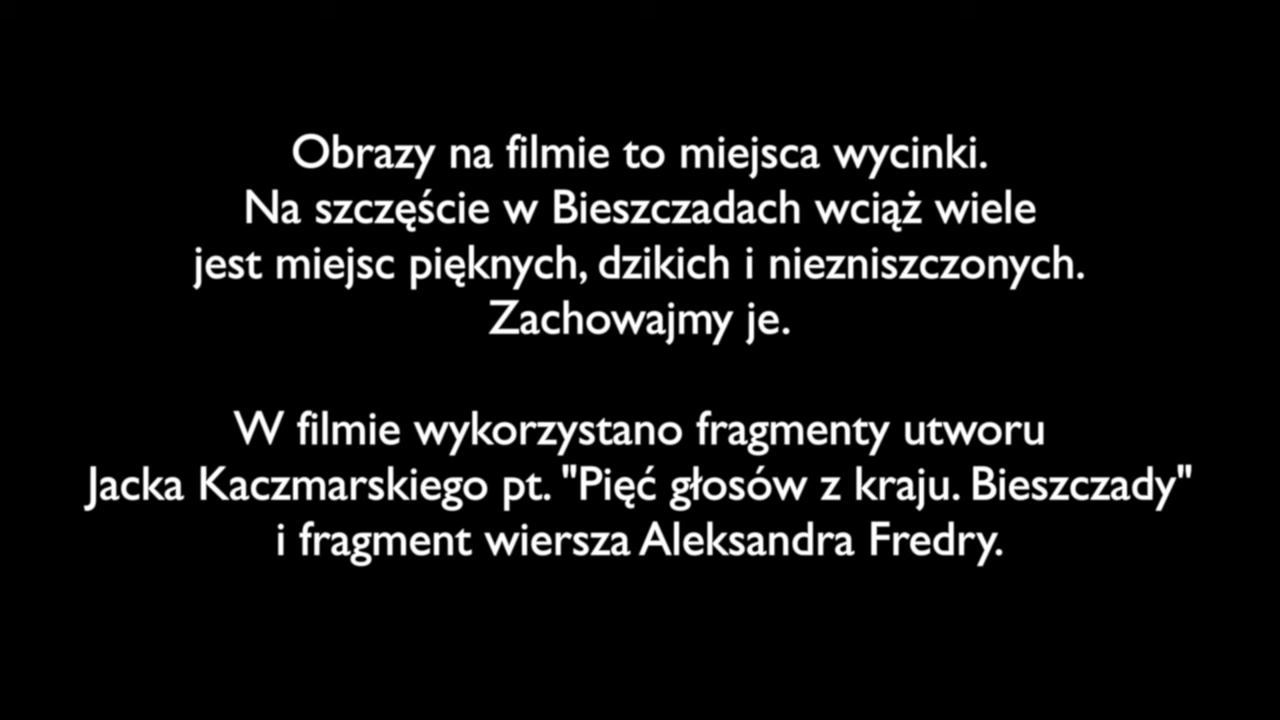 Obrazy na filmie to miejsca wycinki.
Na szczęście w Bieszczadach wciąż wiele
jest miejsc pięknych, dzikich i niezniszczonych.
Zachowajmy je.
W filmie wykorzystano fragmenty utworu
Jacka Kaczmarskiego pt. "Pięć głosów z kraju. Bieszczady"
i fragment wiersza Aleksandra Fredry.